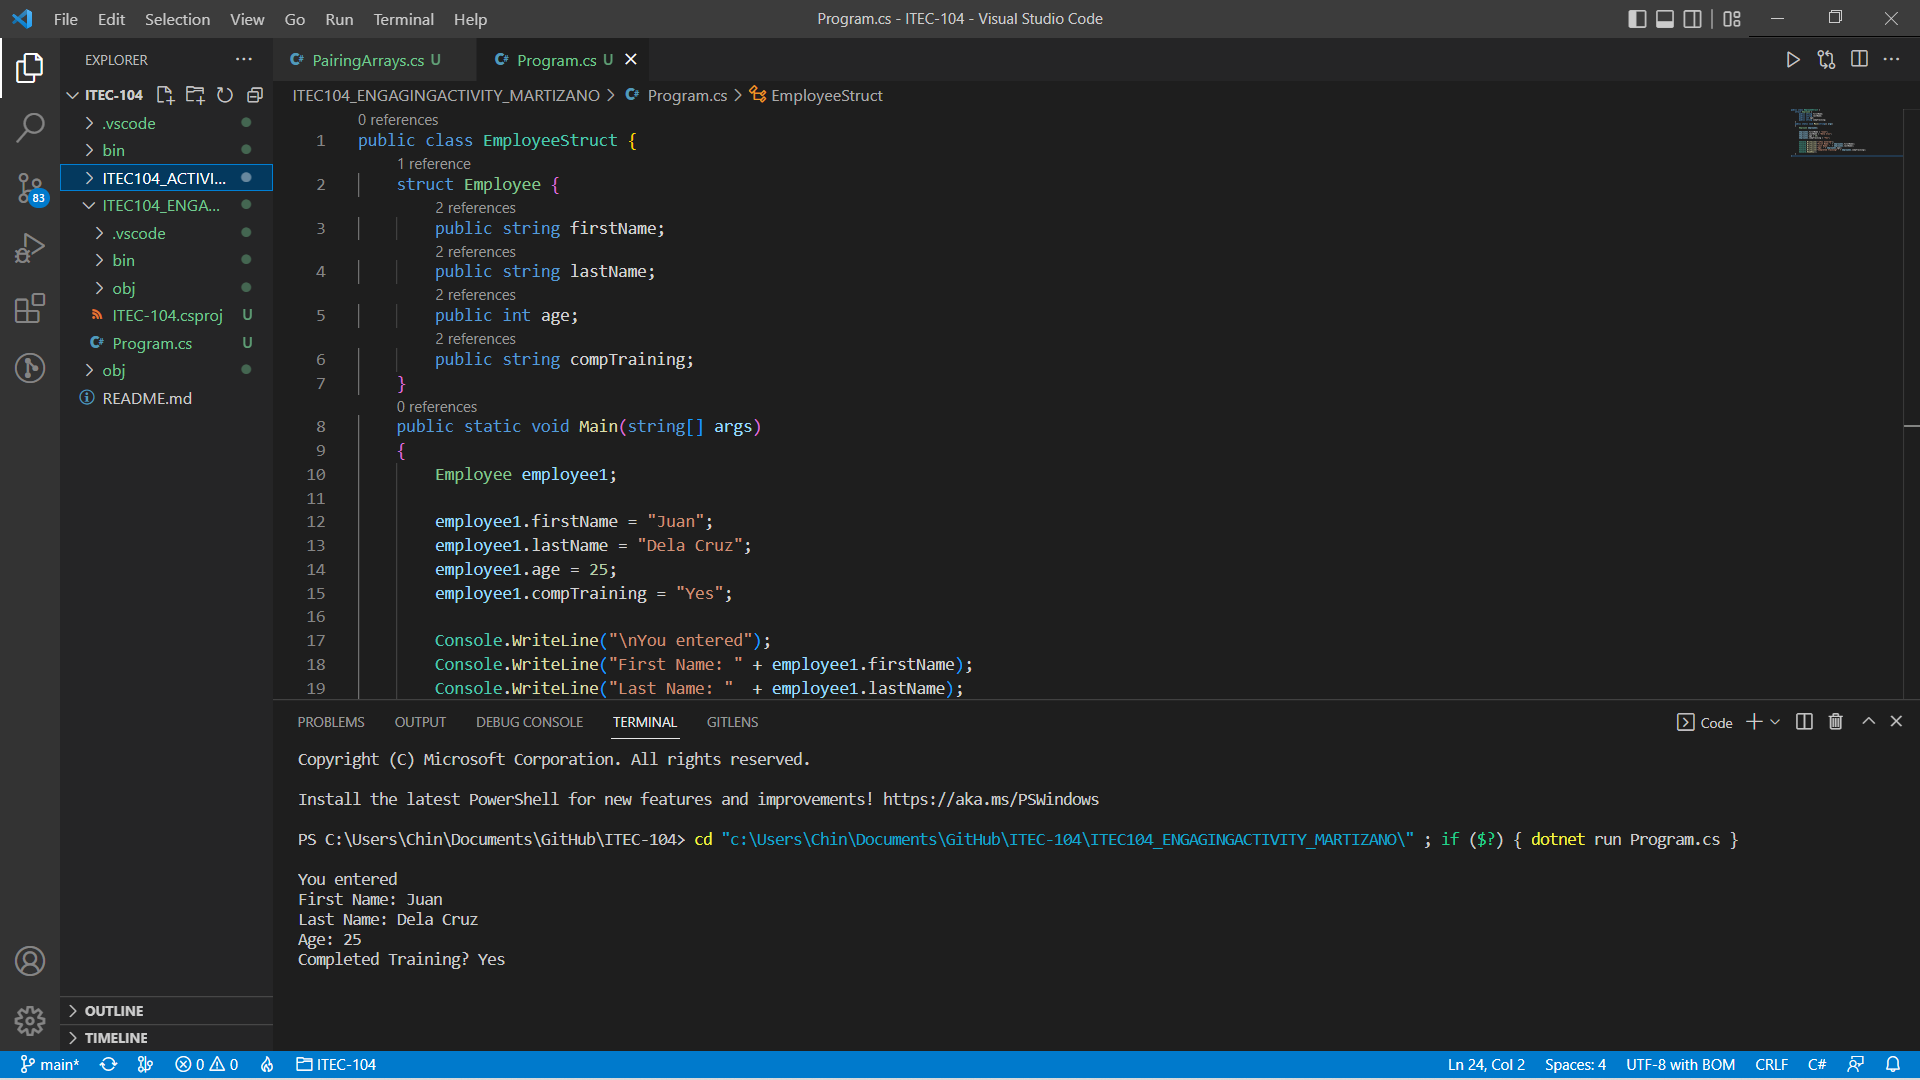 File Edit Selection View Go Run Terminal Help
Program.cs - ITEC-104 - Visual Studio Code
EXPLORER
PairingArrays.cs U
Program.cs U
ITEC-104
ITEC104_ENGAGINGACTIVITY_MARTIZANO > Program.cs > EmployeeStruct
.vscode
bin
ITEC104_ACTIVI...
ITEC104_ENGA...
.vscode
bin
obj
ITEC-104.csproj U
Program.cs U
obj
README.md
83
0 references
1 public class EmployeeStruct {
1 reference
2 struct Employee {
2 references
3 public string firstName;
2 references
4 public string lastName;
2 references
5 public int age;
2 references
6 public string compTraining;
7 }
0 references
8 public static void Main(string[] args)
9 {
10 Employee employee1;
11
12 employee1.firstName = "Juan";
13 employee1.lastName = "Dela Cruz";
14 employee1.age = 25;
15 employee1.compTraining = "Yes";
16
17 Console.WriteLine("\nYou entered");
18 Console.WriteLine("First Name: " + employee1.firstName);
19 Console.WriteLine("Last Name: "  + employee1.lastName);
PROBLEMS OUTPUT DEBUG CONSOLE TERMINAL GITLENS
Code
Copyright (C) Microsoft Corporation. All rights reserved.
Install the latest PowerShell for new features and improvements! https://aka.ms/PSWindows
PS C:\Users\Chin\Documents\GitHub\ITEC-104> cd "c:\Users\Chin\Documents\GitHub\ITEC-104\ITEC104_ENGAGINGACTIVITY_MARTIZANO\" ; if ($?) { dotnet run Program.cs }
You entered
First Name: Juan
Last Name: Dela Cruz
Age: 25
Completed Training? Yes
OUTLINE
TIMELINE
main* 0 0 ITEC-104
Ln 24, Col 2 Spaces: 4 UTF-8 with BOM CRLF C#